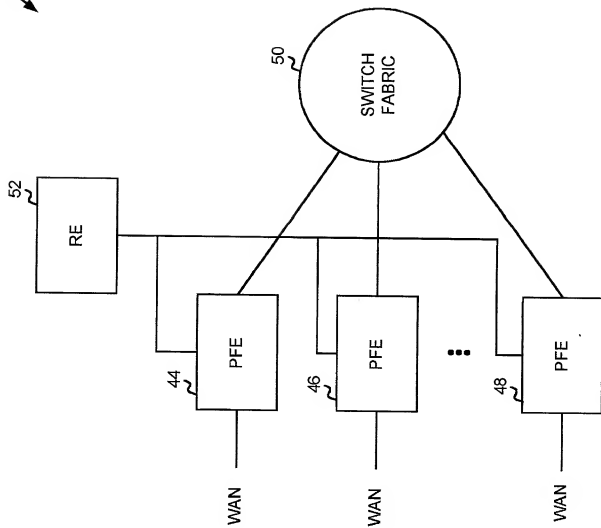 52
RE
50
SWITCH
FABRIC
44
PFE
WAN
46
PFE
WAN
48
PFE
WAN